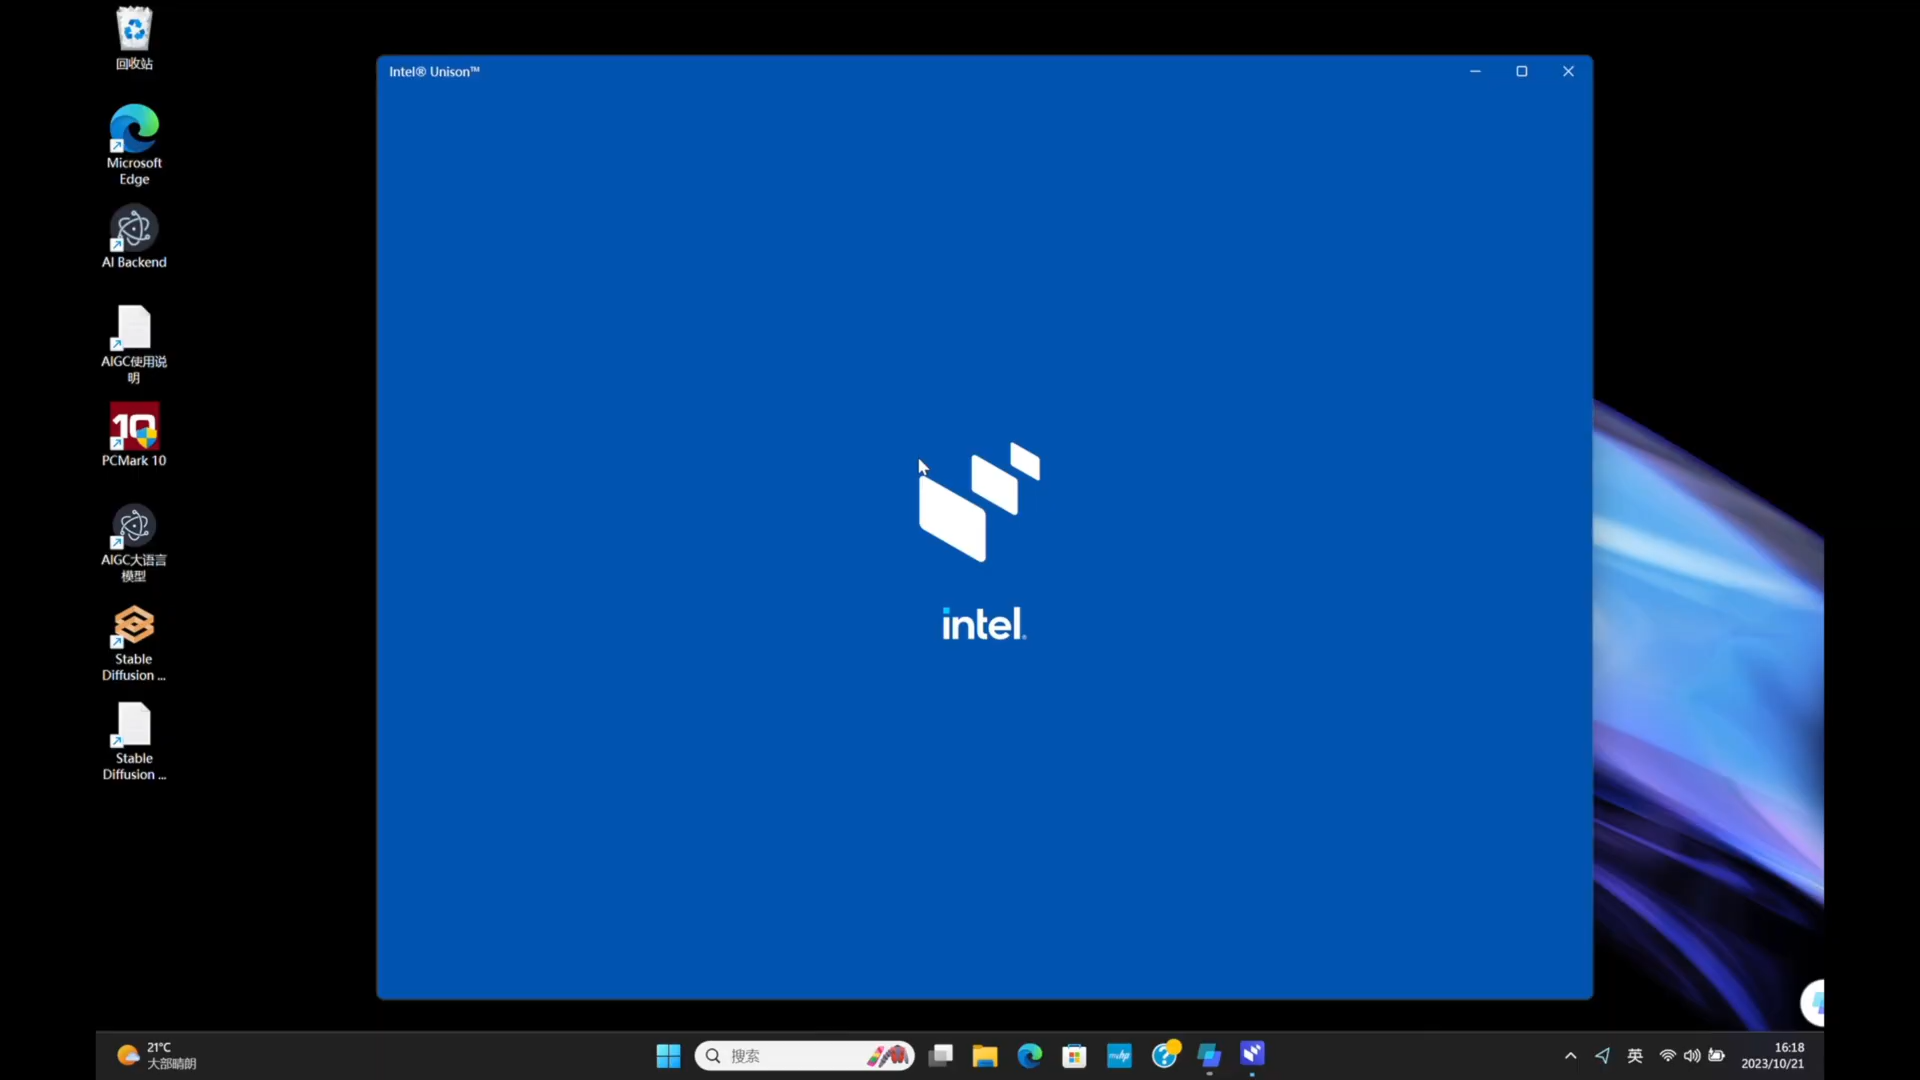 回收站
Microsoft
Edge
AI Backend
AIGC使用说
明
10
PCMark 10
AIGC大语言
模型
Stable
Diffusion ...
Stable
Diffusion ...
Intel® Unison™
intel.
21°C
大部晴朗
搜索
myhp
英
16:18
2023/10/21